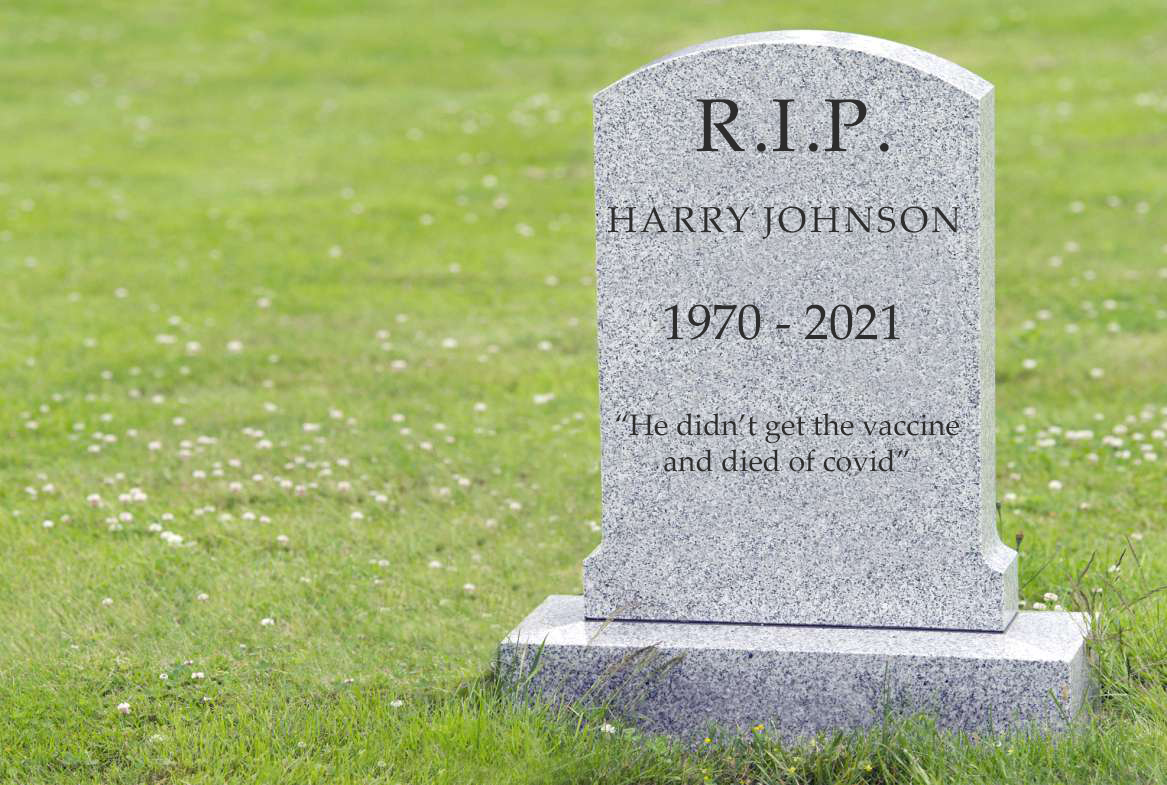 R.I.P.
HARRY JOHNSON
1970 - 2021
“He didn’t get the vaccine
and died of covid”